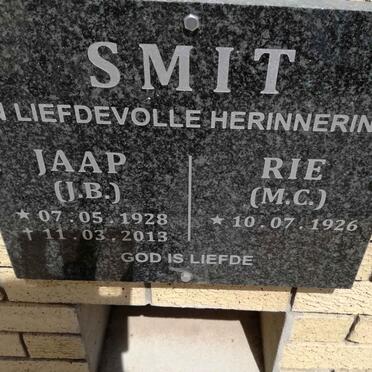 SMIT
N LIEFDEVOLLE HERINNERIN
JAAP
(J.B.)
★ 07.05.1928
† 11.03.2013
RIE
(M.C.)
★ 10.07.1926
GOD IS LIEFDE